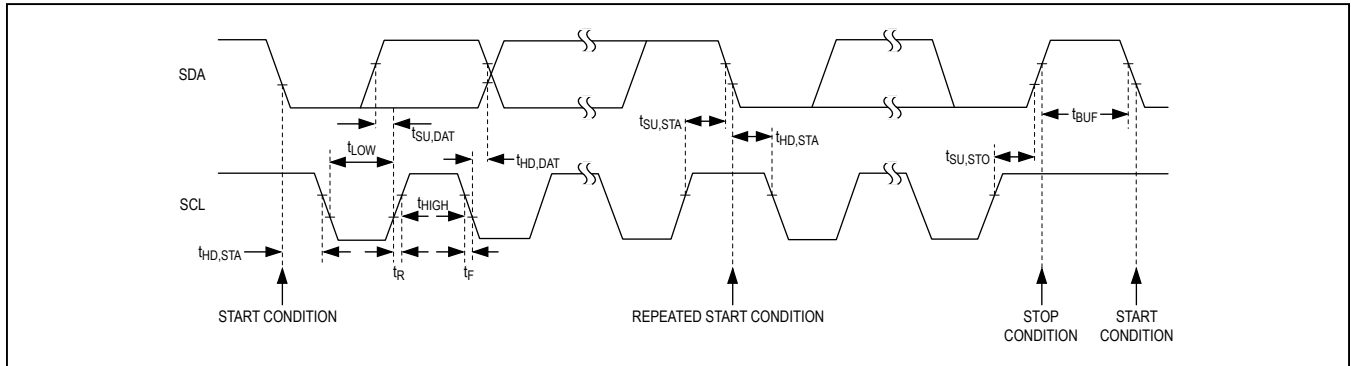 SDA
tSU,DAT
tLOW
tHD,DAT
tSU,STA
tHD,STA
tBUF
tSU,STO
SCL
tHIGH
tHD,STA
tR
tF
START CONDITION
REPEATED START CONDITION
STOP
CONDITION
START
CONDITION